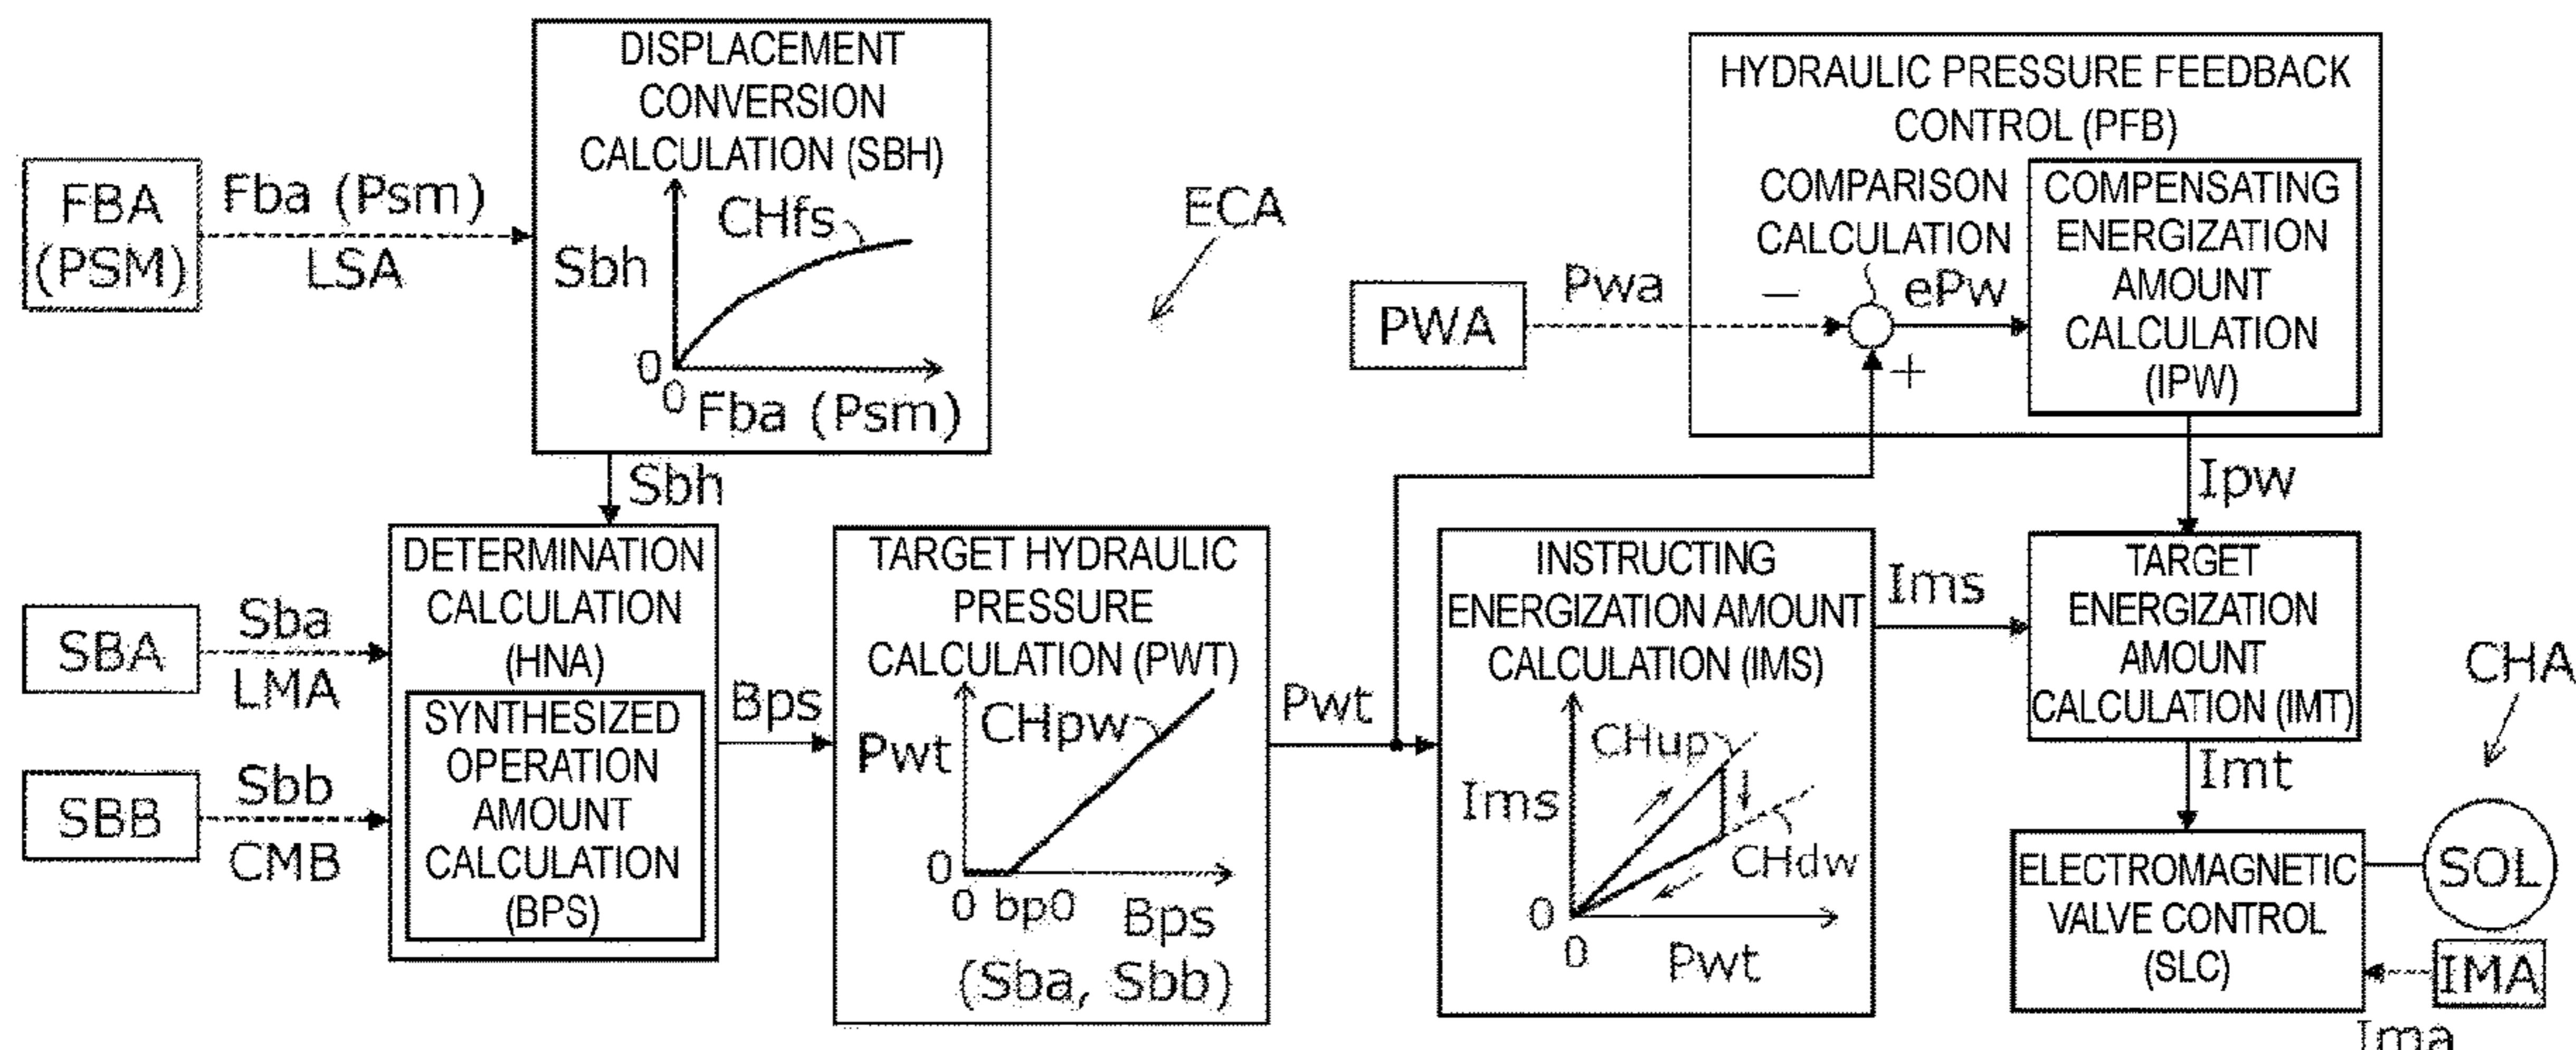 DISPLACEMENT
CONVERSION
CALCULATION (SBH)
CHfs
Sbh
0
0
Fba (Psm)
FBA
(PSM)
Fba (Psm)
LSA
ECA
HYDRAULIC PRESSURE FEEDBACK
CONTROL (PFB)
COMPARISON
CALCULATION
COMPENSATING
ENERGIZATION
AMOUNT
CALCULATION
(IPW)
PWA
Pwa
−
ePw
+
Sbh
Ipw
SBA
Sba
LMA
SBB
Sbb
CMB
DETERMINATION
CALCULATION
(HNA)
SYNTHESIZED
OPERATION
AMOUNT
CALCULATION
(BPS)
Bps
TARGET HYDRAULIC
PRESSURE
CALCULATION (PWT)
CHpw
Pwt
0
0 bp0 Bps
(Sba, Sbb)
Pwt
INSTRUCTING
ENERGIZATION AMOUNT
CALCULATION (IMS)
CHup
Ims
CHdw
0
0
Pwt
Ims
TARGET
ENERGIZATION
AMOUNT
CALCULATION (IMT)
Imt
CHA
ELECTROMAGNETIC
VALVE CONTROL
(SLC)
SOL
IMA
Ima